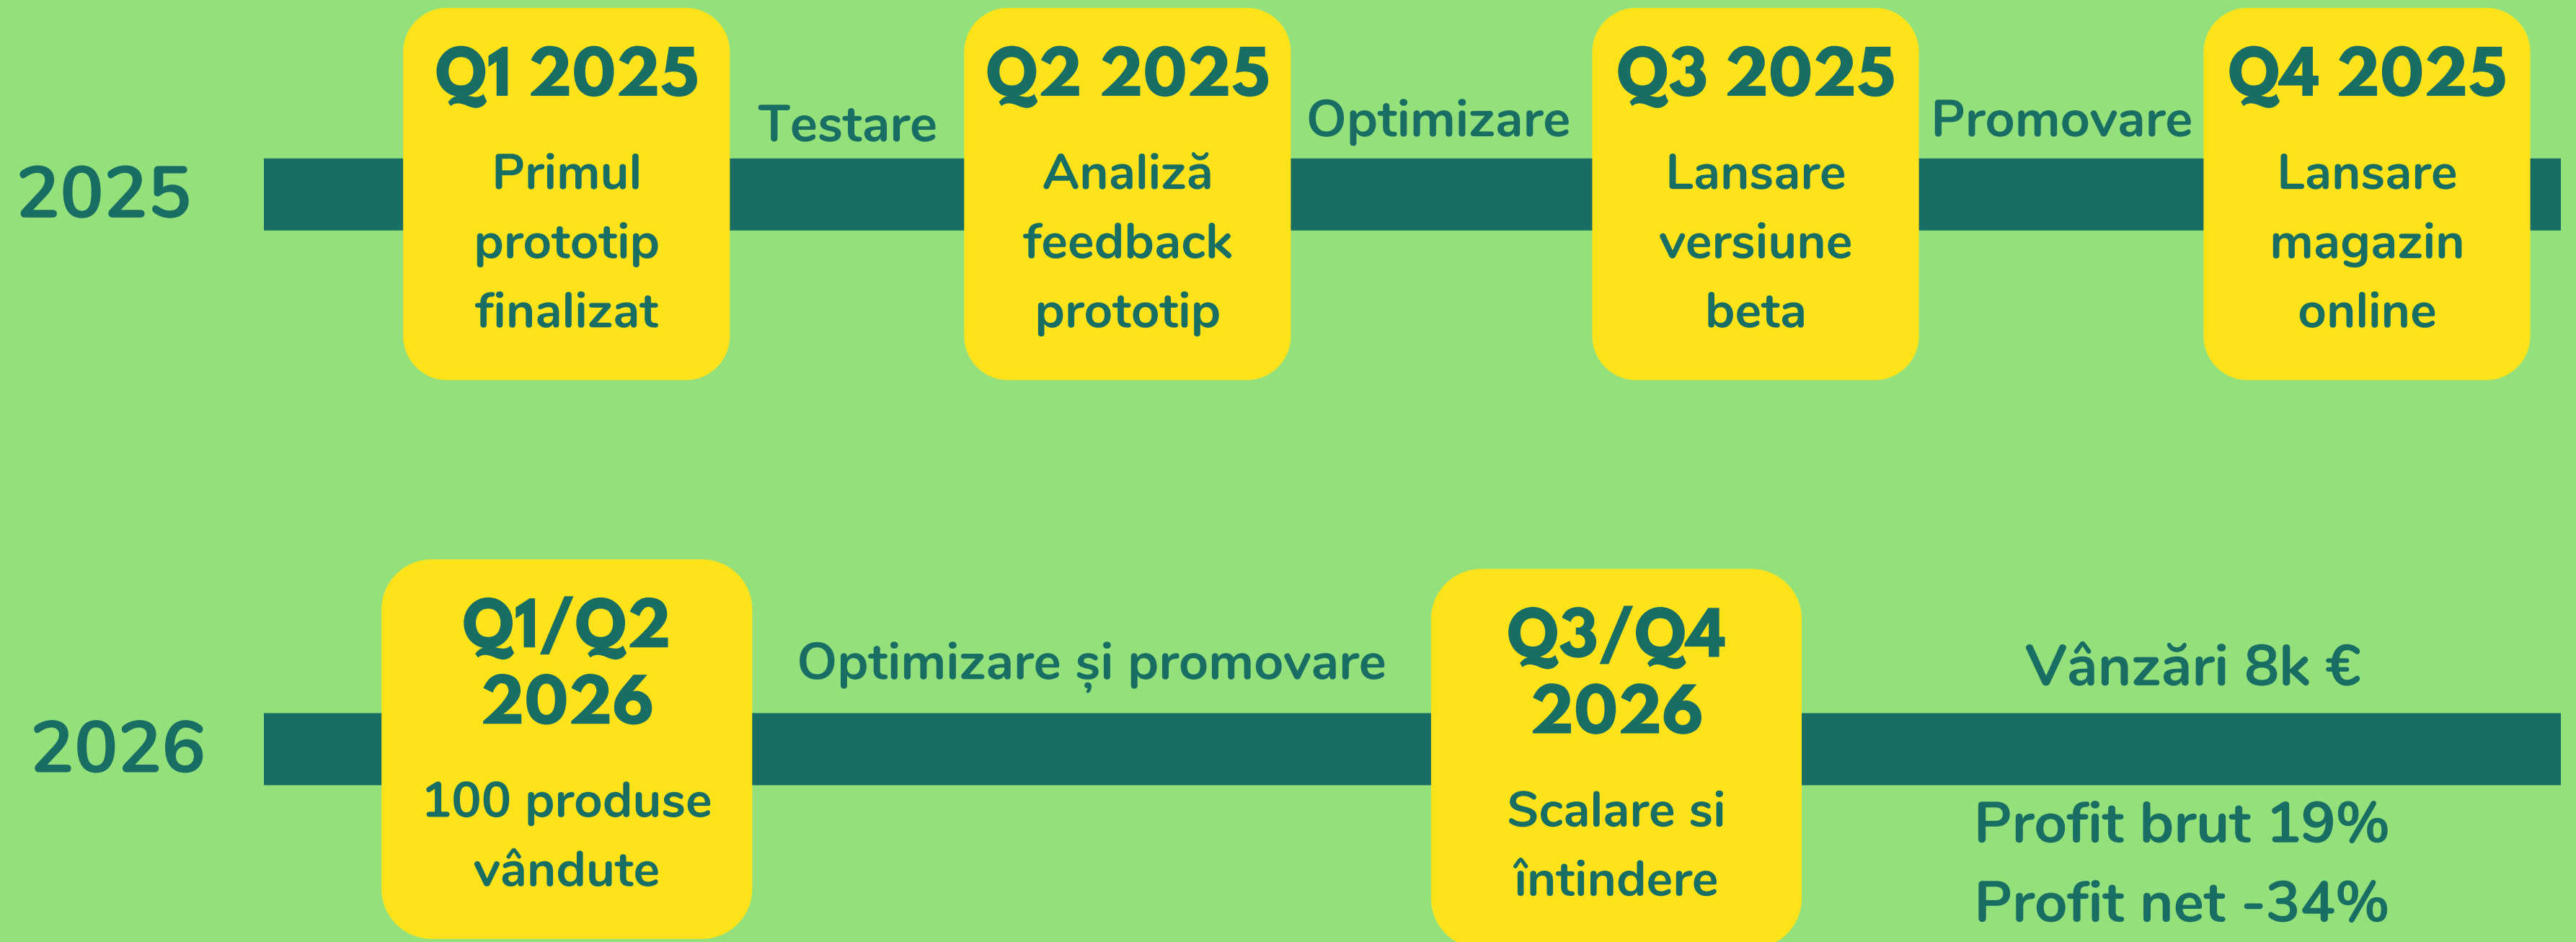 Q1 2025
Q2 2025
Q3 2025
Q4 2025
Testare
Optimizare
Promovare
2025
Primul
prototip
finalizat
Analiză
feedback
prototip
Lansare
versiune
beta
Lansare
magazin
online
Q1/Q2
2026
Optimizare și promovare
Q3/Q4
2026
Vânzări 8k €
2026
100 produse
vândute
Scalare si
întindere
Profit brut 19%
Profit net -34%